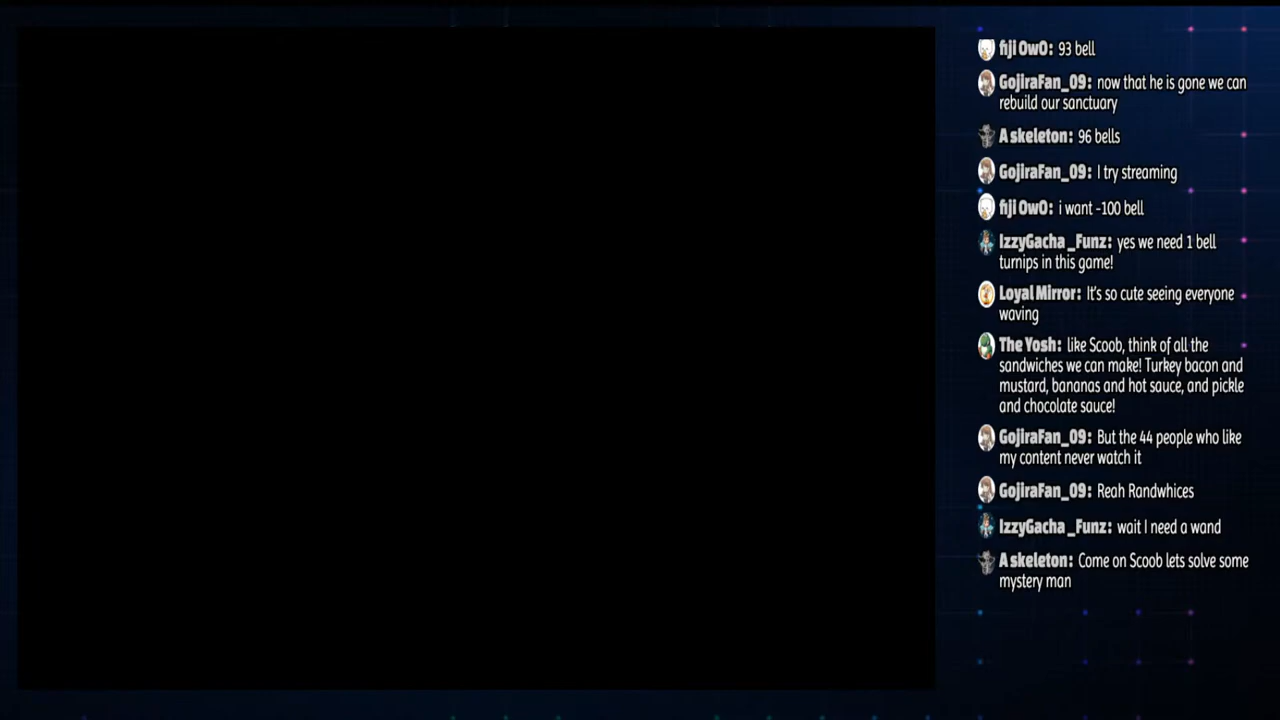 fiji OwO: 93 bell
GojiraFan_09: now that he is gone we can
rebuild our sanctuary
A skeleton: 96 bells
GojiraFan_09: I try streaming
fiji OwO: i want -100 bell
IzzyGacha _Funz: yes we need 1 bell
turnips in this game!
Loyal Mirror: It's so cute seeing everyone
waving
The Yosh: like Scoob, think of all the
sandwiches we can make! Turkey bacon and
mustard, bananas and hot sauce, and pickle
and chocolate sauce!
GojiraFan_09: But the 44 people who like
my content never watch it
GojiraFan_09: Reah Randwhices
IzzyGacha _Funz: wait I need a wand
A skeleton: Come on Scoob lets solve some
mystery man